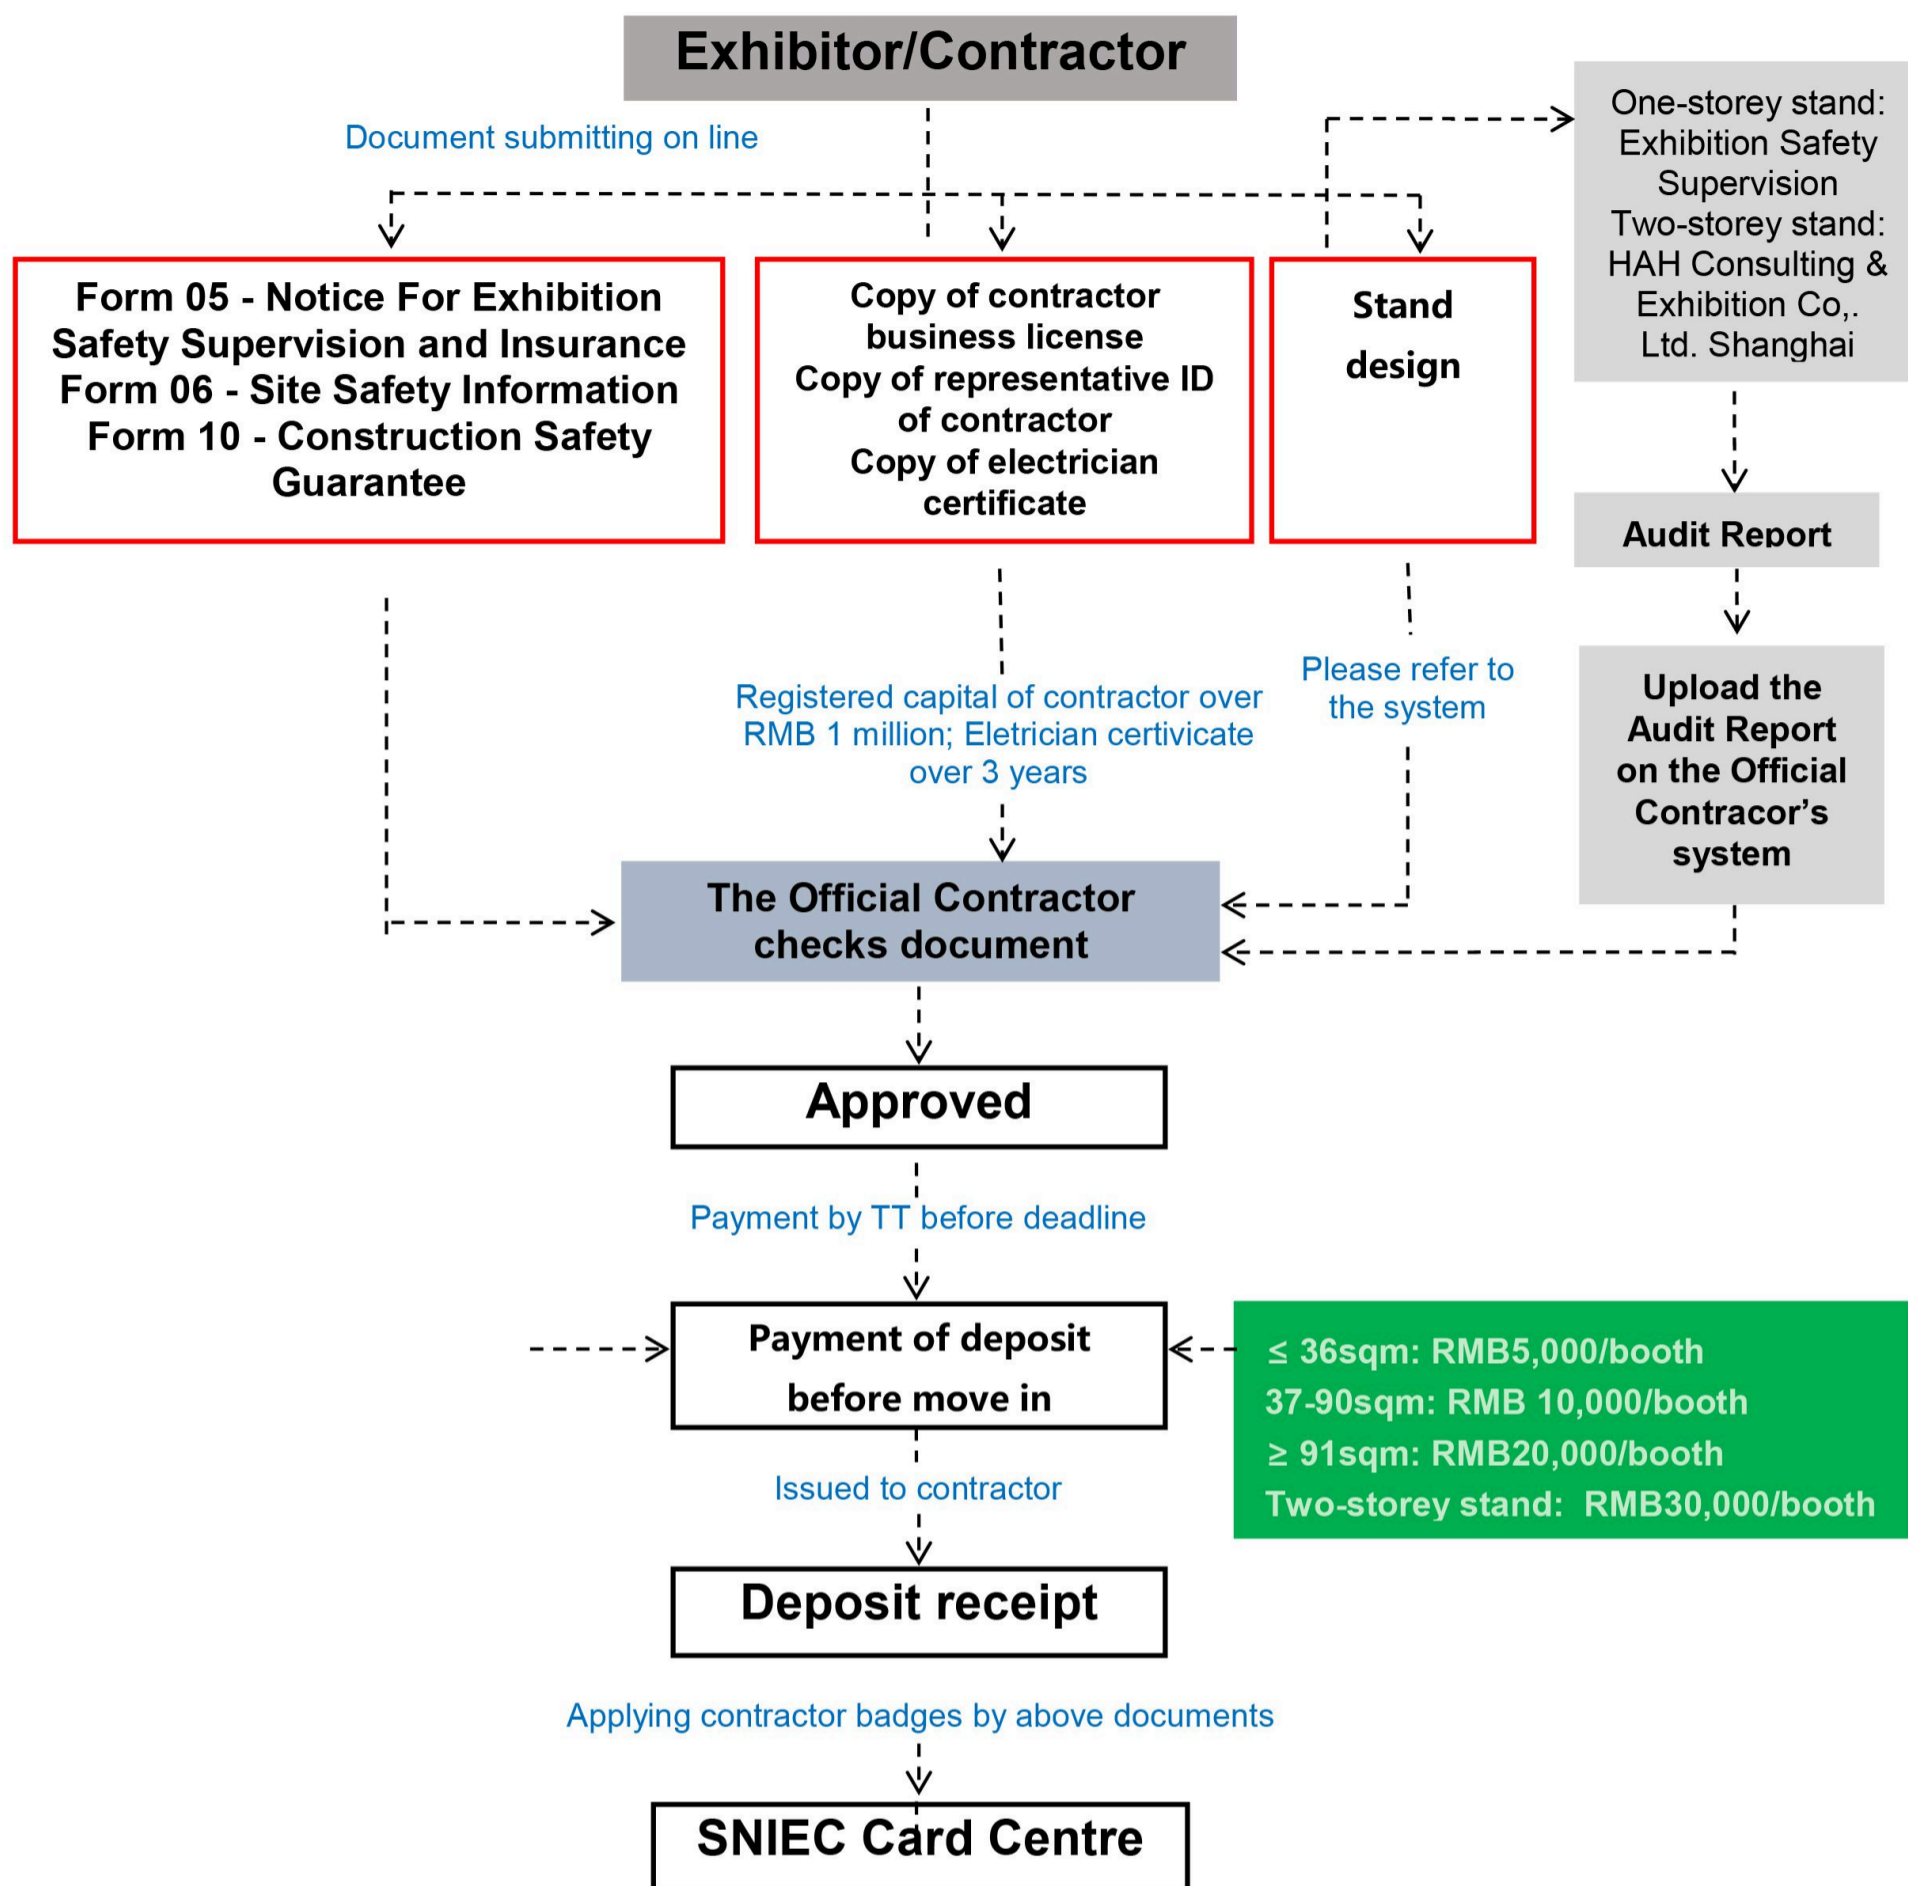 Exhibitor/Contractor
Document submitting on line
One-storey stand:
Exhibition Safety
Supervision
Two-storey stand:
HAH Consulting &
Exhibition Co,.
Ltd. Shanghai
Form 05 - Notice For Exhibition
Safety Supervision and Insurance
Form 06 - Site Safety Information
Form 10 - Construction Safety
Guarantee
Copy of contractor
business license
Copy of representative ID
of contractor
Copy of electrician
certificate
Stand
design
Audit Report
Registered capital of contractor over
RMB 1 million; Eletrician certivicate
over 3 years
Please refer to
the system
Upload the
Audit Report
on the Official
Contracor’s
system
The Official Contractor
checks document
Approved
Payment by TT before deadline
Payment of deposit
before move in
≤ 36sqm: RMB5,000/booth
37-90sqm: RMB 10,000/booth
≥ 91sqm: RMB20,000/booth
Two-storey stand: RMB30,000/booth
Issued to contractor
Deposit receipt
Applying contractor badges by above documents
SNIEC Card Centre